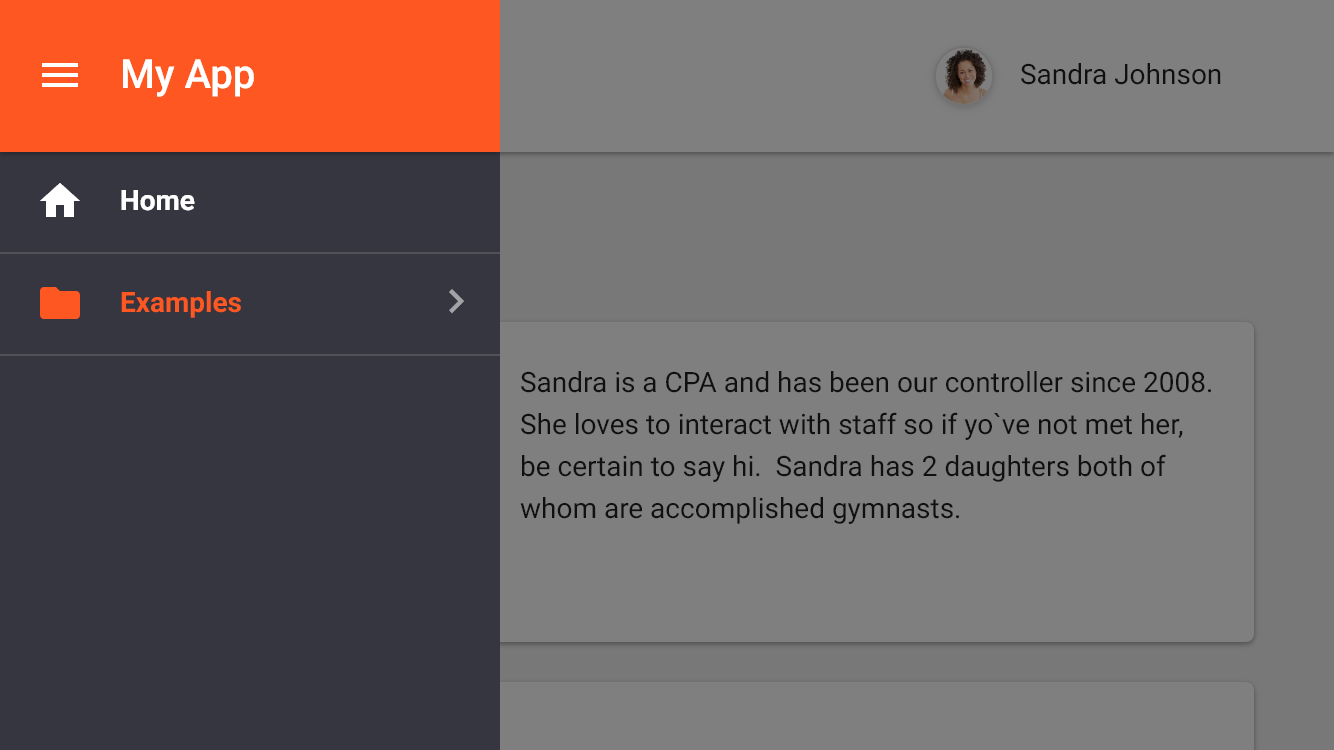 My App
Sandra Johnson
Home
Examples
Sandra is a CPA and has been our controller since 2008.
She loves to interact with staff so if yo`ve not met her,
be certain to say hi.  Sandra has 2 daughters both of
whom are accomplished gymnasts.